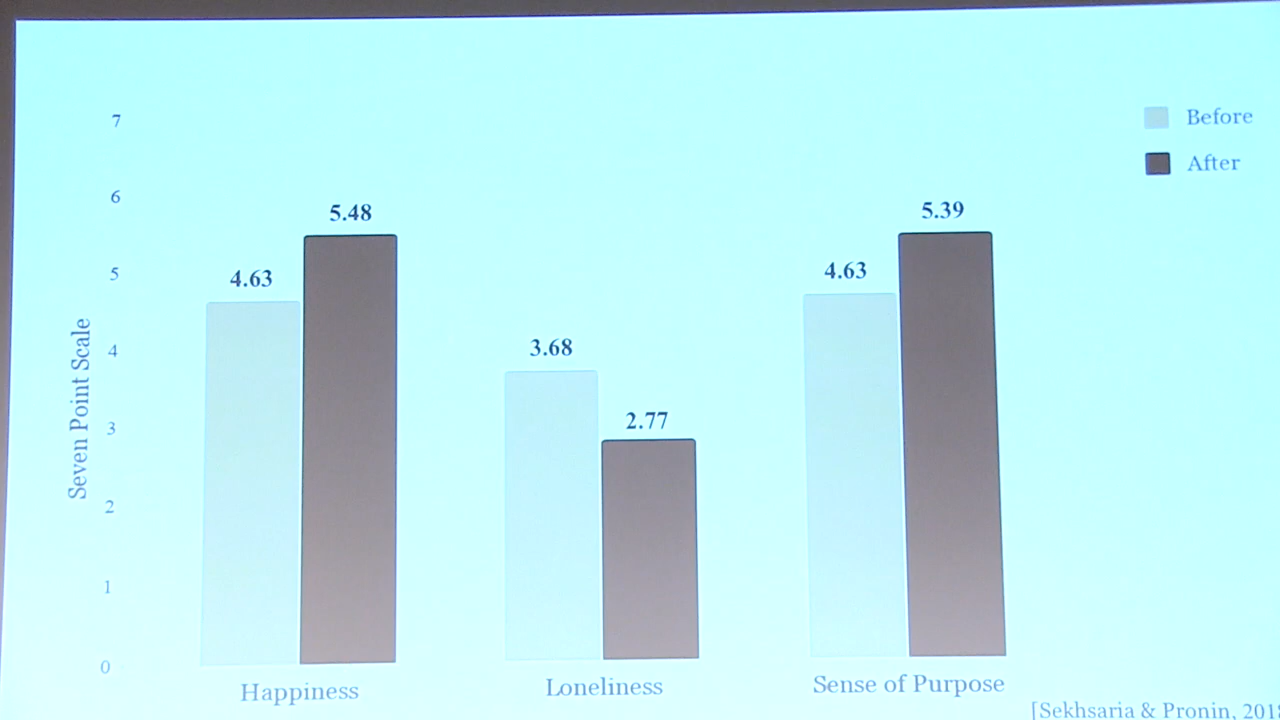 7
6
5
4
3
2
1
0
Seven Point Scale
4.63
5.48
3.68
2.77
4.63
5.39
Happiness
Loneliness
Sense of Purpose
Before
After
[Sekhsaria & Pronin, 201